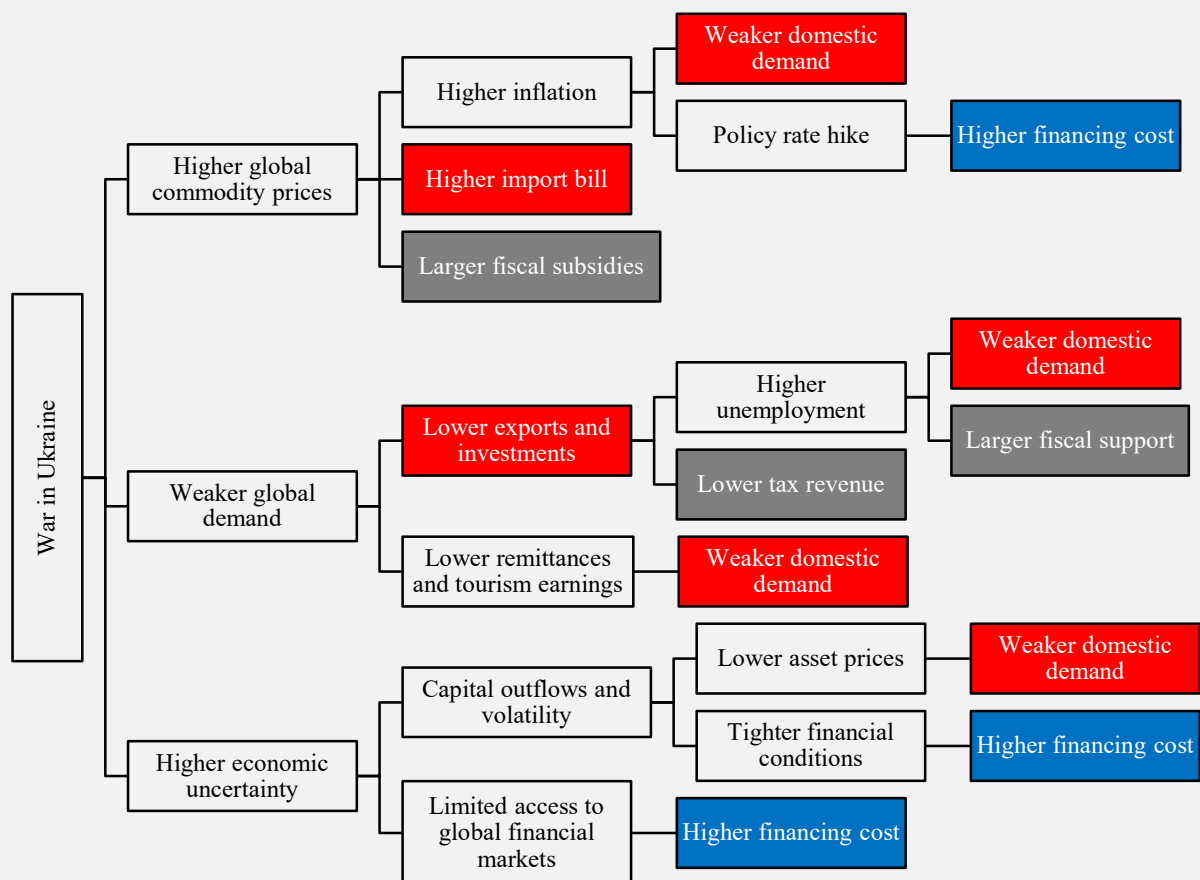 War in Ukraine
Higher global
commodity prices
Higher inflation
Weaker domestic
demand
Policy rate hike
Higher financing cost
Higher import bill
Larger fiscal subsidies
Weaker global
demand
Lower exports and
investments
Higher
unemployment
Weaker domestic
demand
Larger fiscal support
Lower tax revenue
Lower remittances
and tourism earnings
Weaker domestic
demand
Higher economic
uncertainty
Capital outflows and
volatility
Lower asset prices
Weaker domestic
demand
Tighter financial
conditions
Higher financing cost
Limited access to
global financial
markets
Higher financing cost